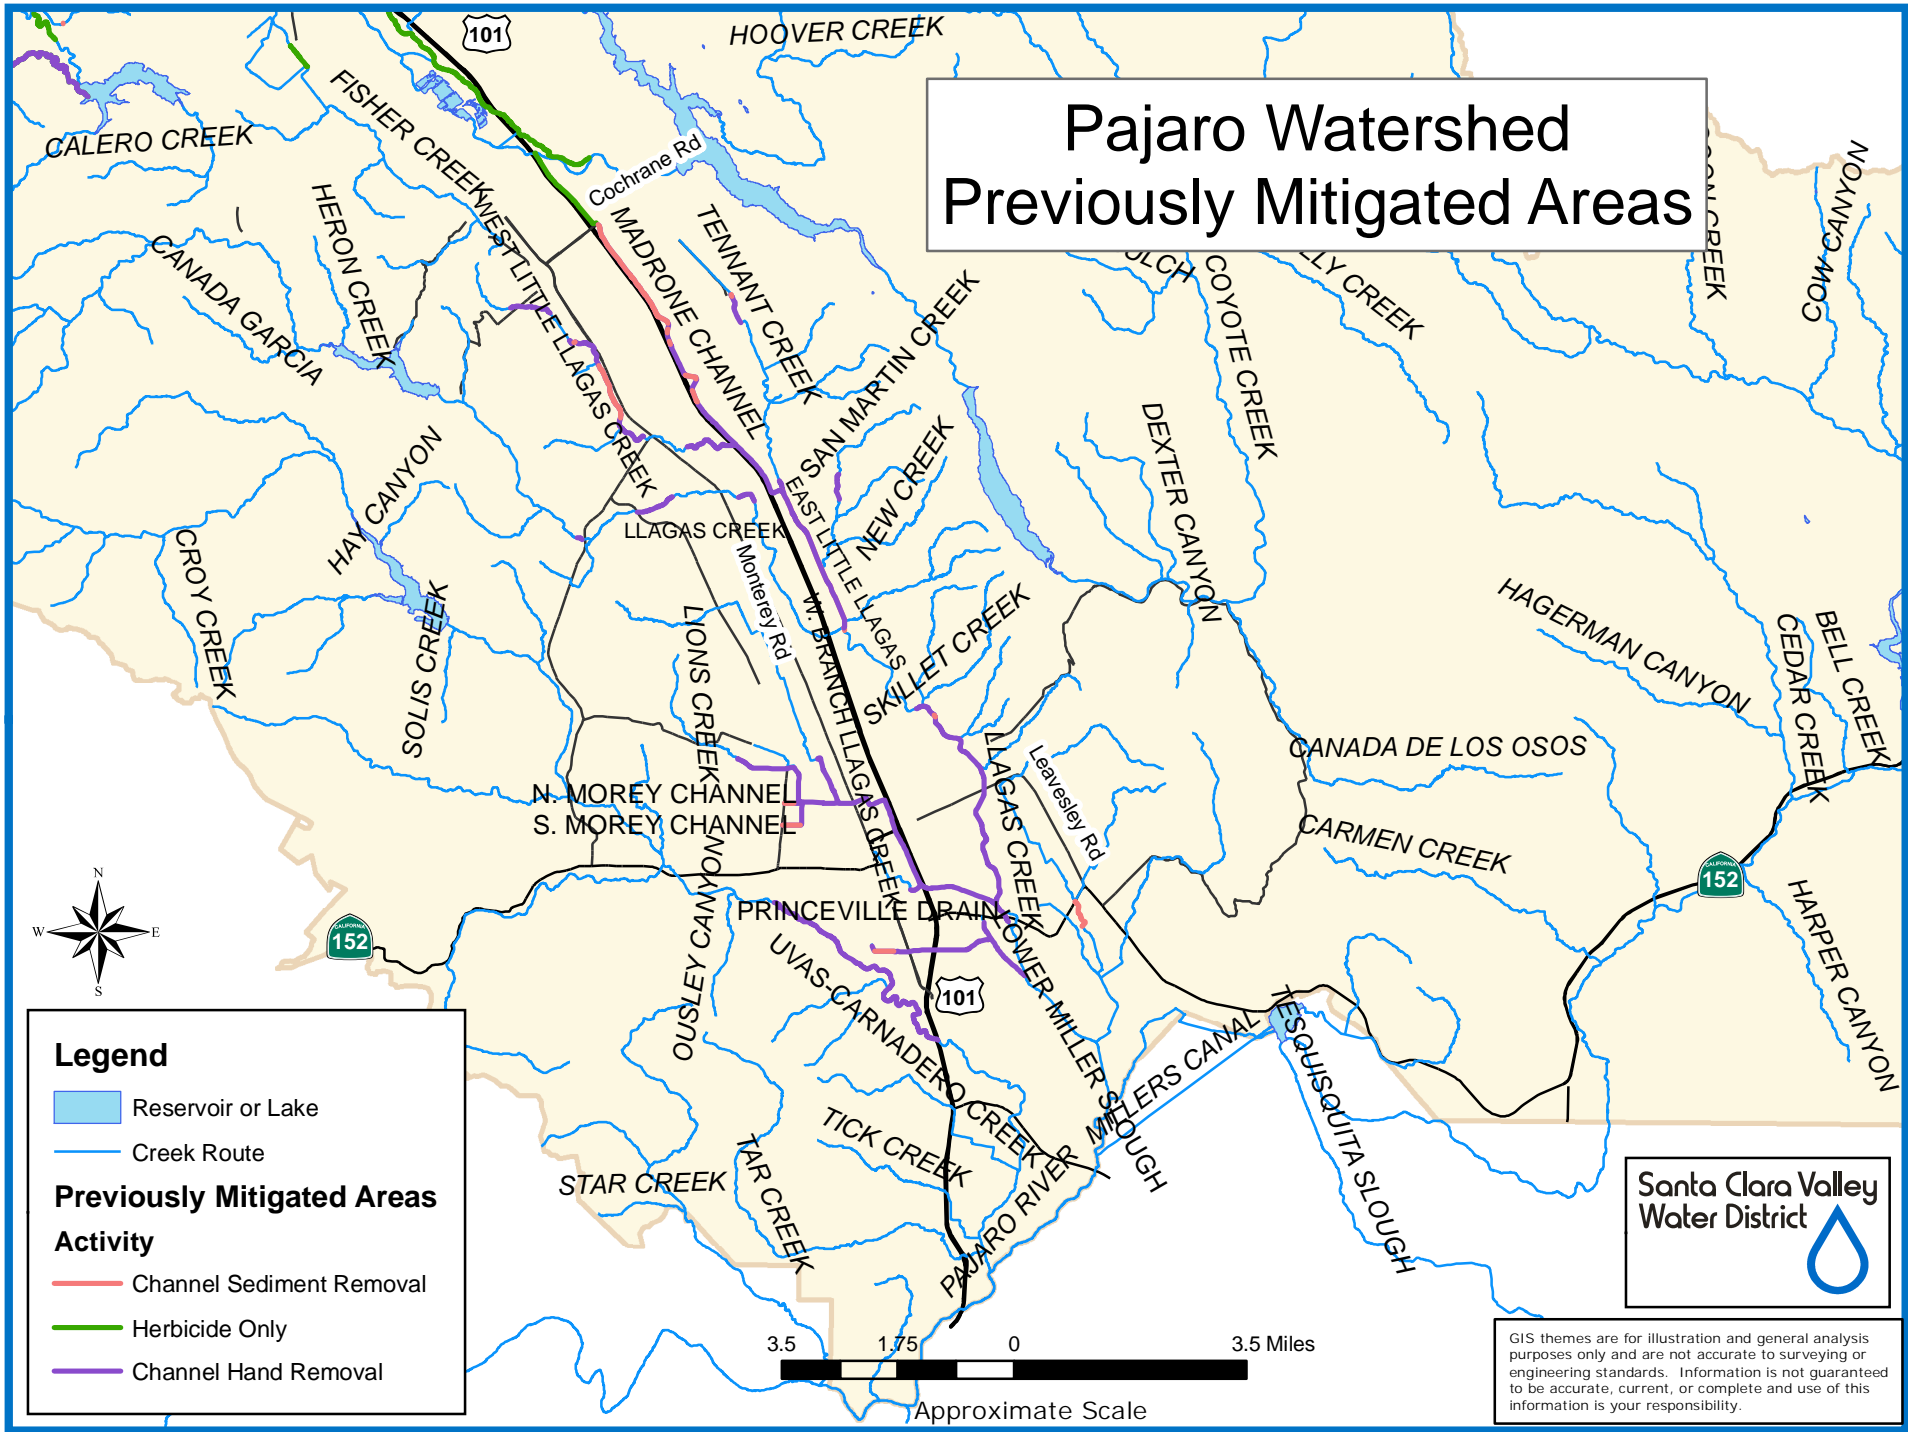 101
HOOVER CREEK
Pajaro Watershed
Previously Mitigated Areas
CALERO CREEK
FISHER CREEK
Cochrane Rd
COW CANYON
HERON CREEK
WEST LITTLE LLAGAS CREEK
MADRONE CHANNEL
TENNANT CREEK
CANADA GARCIA
COYOTE CREEK
CREEK
CREEK
SAN MARTIN CREEK
HAY CANYON
NEW CREEK
DEXTER CANYON
EAST LITTLE LLAGAS
LLAGAS CREEK
CROY CREEK
Monterey Rd
SOLIS CREEK
LIONS CREEK
W. BRANCH LLAGAS CREEK
SKILLET CREEK
HAGERMAN CANYON
CEDAR CREEK
BELL CREEK
CANADA DE LOS OSOS
LLAGAS CREEK
Leavesley Rd
N. MOREY CHANNEL
S. MOREY CHANNEL
CARMEN CREEK
CALIFORNIA
152
HARPER CANYON
OUSLEY CANYON
PRINCEVILLE DRAIN
CALIFORNIA
152
N
W
E
S
UVAS-CARNADERO CREEK
LOWER MILLER SLOUGH
101
MILLERS CANAL
TESQUISQUITA SLOUGH
TICK CREEK
TAR CREEK
STAR CREEK
PAJARO RIVER
Legend
Reservoir or Lake
Creek Route
Previously Mitigated Areas
Activity
Channel Sediment Removal
Herbicide Only
Channel Hand Removal
3.5 1.75 0 3.5 Miles
Approximate Scale
Santa Clara Valley
Water District
GIS themes are for illustration and general analysis
purposes only and are not accurate to surveying or
engineering standards. Information is not guaranteed
to be accurate, current, or complete and use of this
information is your responsibility.